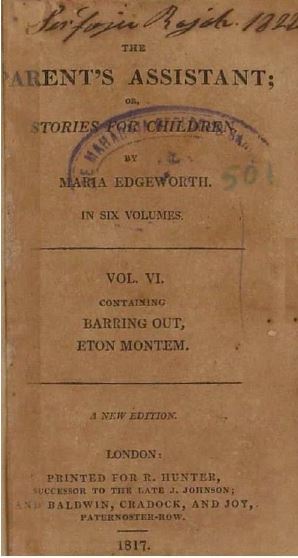 Serfojee Rajah. 1822
THE
PARENT'S ASSISTANT;
OR,
STORIES FOR CHILDREN.
BY
MARIA EDGEWORTH.
IN SIX VOLUMES.
501
VOL. VI.
CONTAINING
BARRING OUT,
ETON MONTEM.
A NEW EDITION.
LONDON:
PRINTED FOR R. HUNTER,
SUCCESSOR TO THE LATE J. JOHNSON;
AND BALDWIN, CRADOCK, AND JOY,
PATERNOSTER-ROW.
1817.